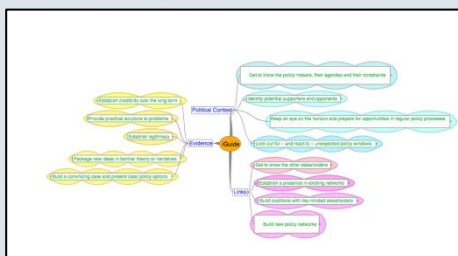 Political Context
Get to know the policy makers, their agendas and their constraints
Identify potential supporters and opponents
Keep an eye on the horizon and prepare for opportunities in regular policy processes
Look out for – and react to – unexpected policy windows
Establish credibility over the long term
Provide practical solutions to problems
Establish legitimacy
Package new ideas in familiar theory or narratives
Build a convincing case and present clear policy options
Evidence
Guide
Links
Get to know the other stakeholders
Establish a presence in existing networks
Build coalitions with like-minded stakeholders
Build new policy networks